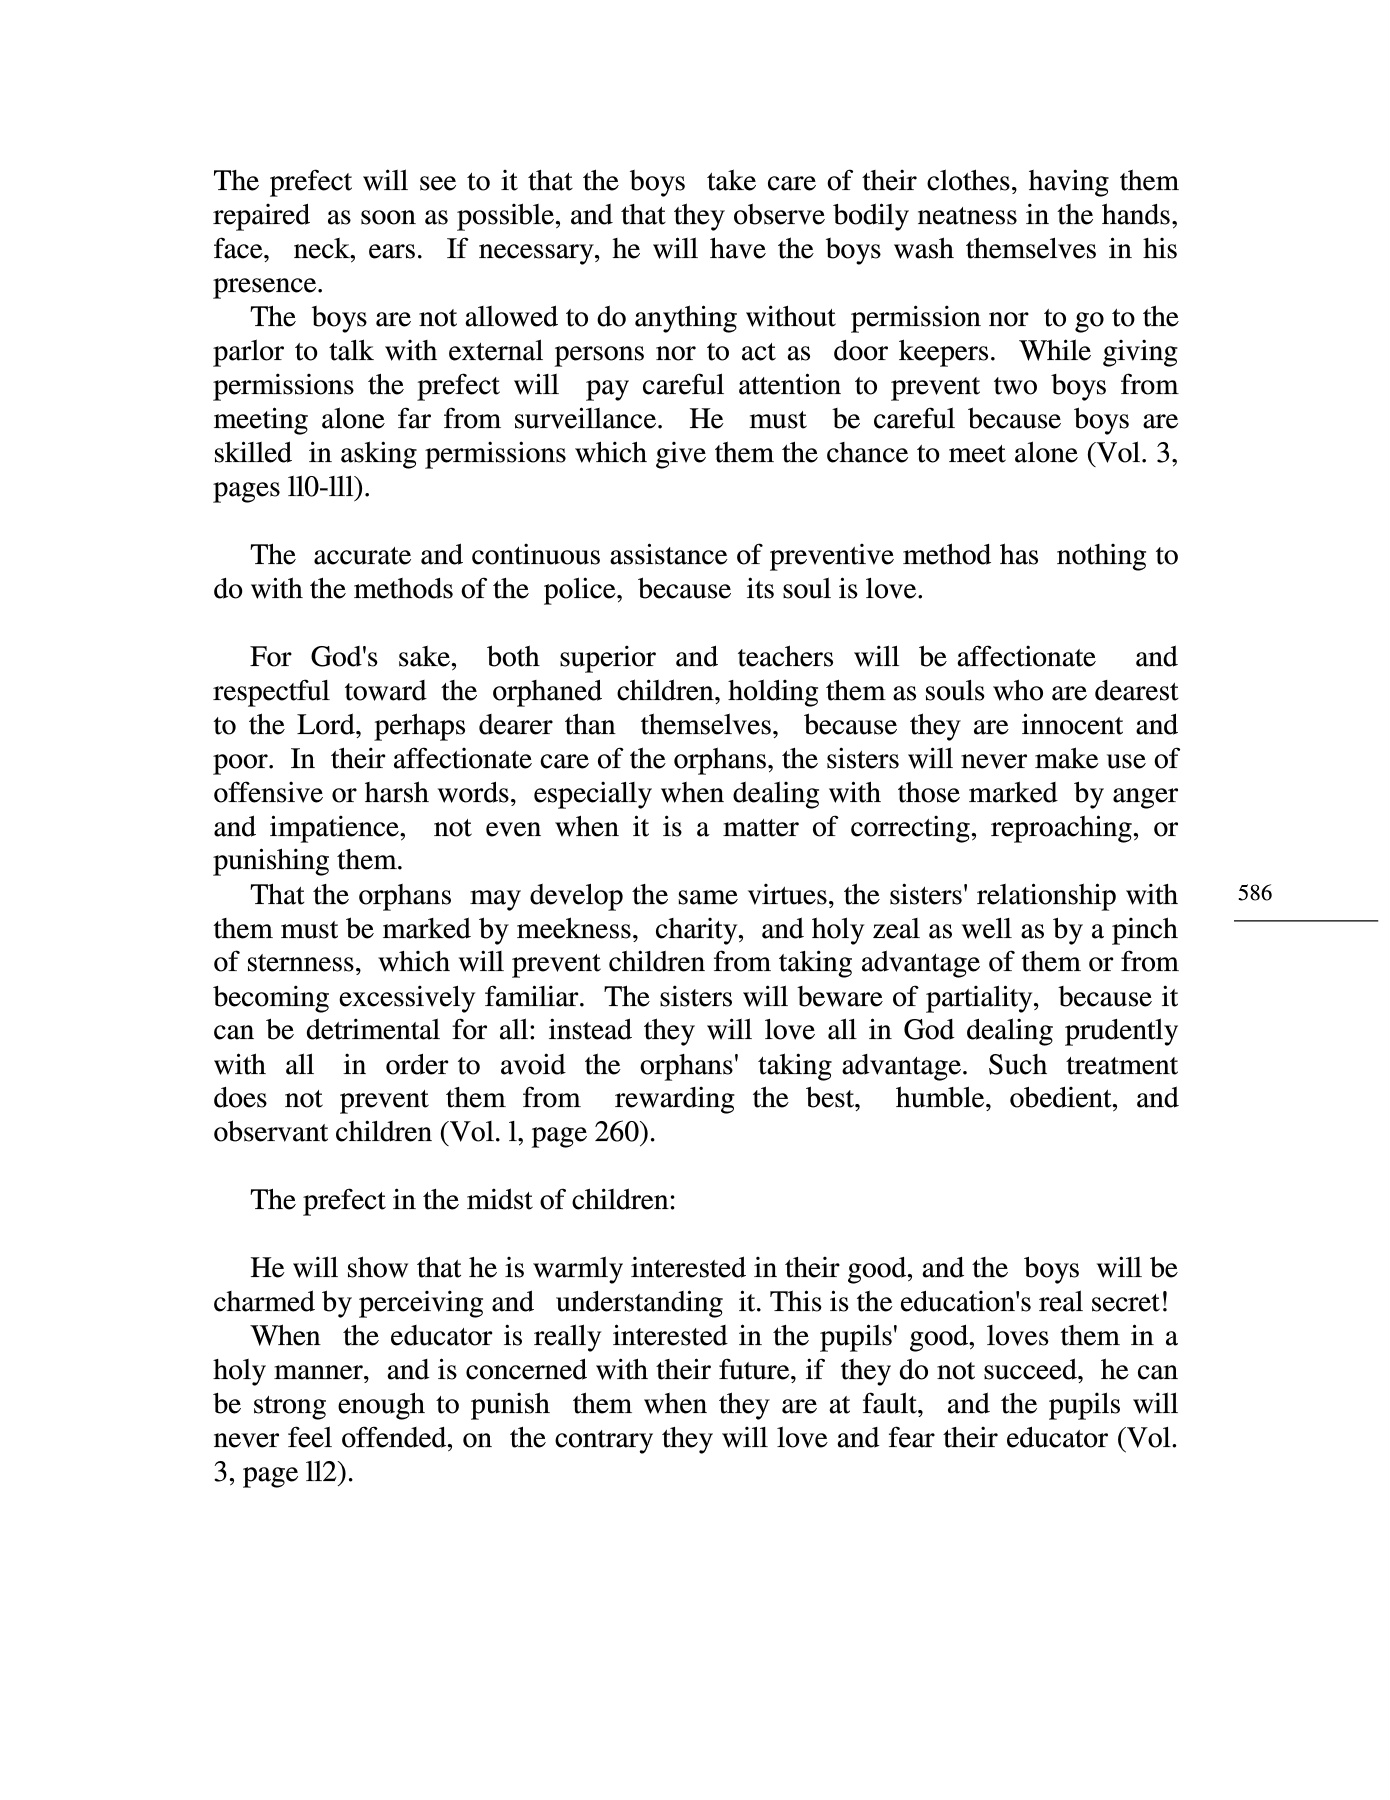 The prefect will see to it that the boys take care of their clothes, having them
repaired as soon as possible, and that they observe bodily neatness in the hands,
face, neck, ears. If necessary, he will have the boys wash themselves in his
presence.
The boys are not allowed to do anything without permission nor to go to the
parlor to talk with external persons nor to act as door keepers. While giving
permissions the prefect will pay careful attention to prevent two boys from
meeting alone far from surveillance. He must be careful because boys are
skilled in asking permissions which give them the chance to meet alone (Vol. 3,
pages ll0-lll).
The accurate and continuous assistance of preventive method has nothing to
do with the methods of the police, because its soul is love.
For God's sake, both superior and teachers will be affectionate and
respectful toward the orphaned children, holding them as souls who are dearest
to the Lord, perhaps dearer than themselves, because they are innocent and
poor. In their affectionate care of the orphans, the sisters will never make use of
offensive or harsh words, especially when dealing with those marked by anger
and impatience, not even when it is a matter of correcting, reproaching, or
punishing them.
That the orphans may develop the same virtues, the sisters' relationship with
them must be marked by meekness, charity, and holy zeal as well as by a pinch
of sternness, which will prevent children from taking advantage of them or from
becoming excessively familiar. The sisters will beware of partiality, because it
can be detrimental for all: instead they will love all in God dealing prudently
with all in order to avoid the orphans' taking advantage. Such treatment
does not prevent them from rewarding the best, humble, obedient, and
observant children (Vol. l, page 260).
The prefect in the midst of children:
He will show that he is warmly interested in their good, and the boys will be
charmed by perceiving and understanding it. This is the education's real secret!
When the educator is really interested in the pupils' good, loves them in a
holy manner, and is concerned with their future, if they do not succeed, he can
be strong enough to punish them when they are at fault, and the pupils will
never feel offended, on the contrary they will love and fear their educator (Vol.
3, page ll2).
586